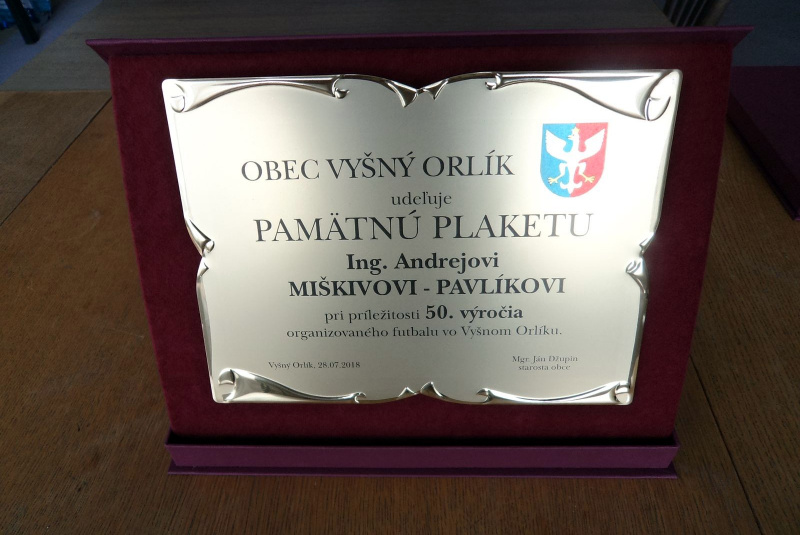 OBEC VYŠNÝ ORLÍK
udeľuje
PAMÄTNÚ PLAKETU
Ing. Andrejovi
MIŠKIVOVI - PAVLÍKOVI
pri príležitosti 50. výročia
organizovaného futbalu vo Vyšnom Orlíku.
Vyšný Orlík, 28.07.2018
Mgr. Ján Džupin
starosta obce